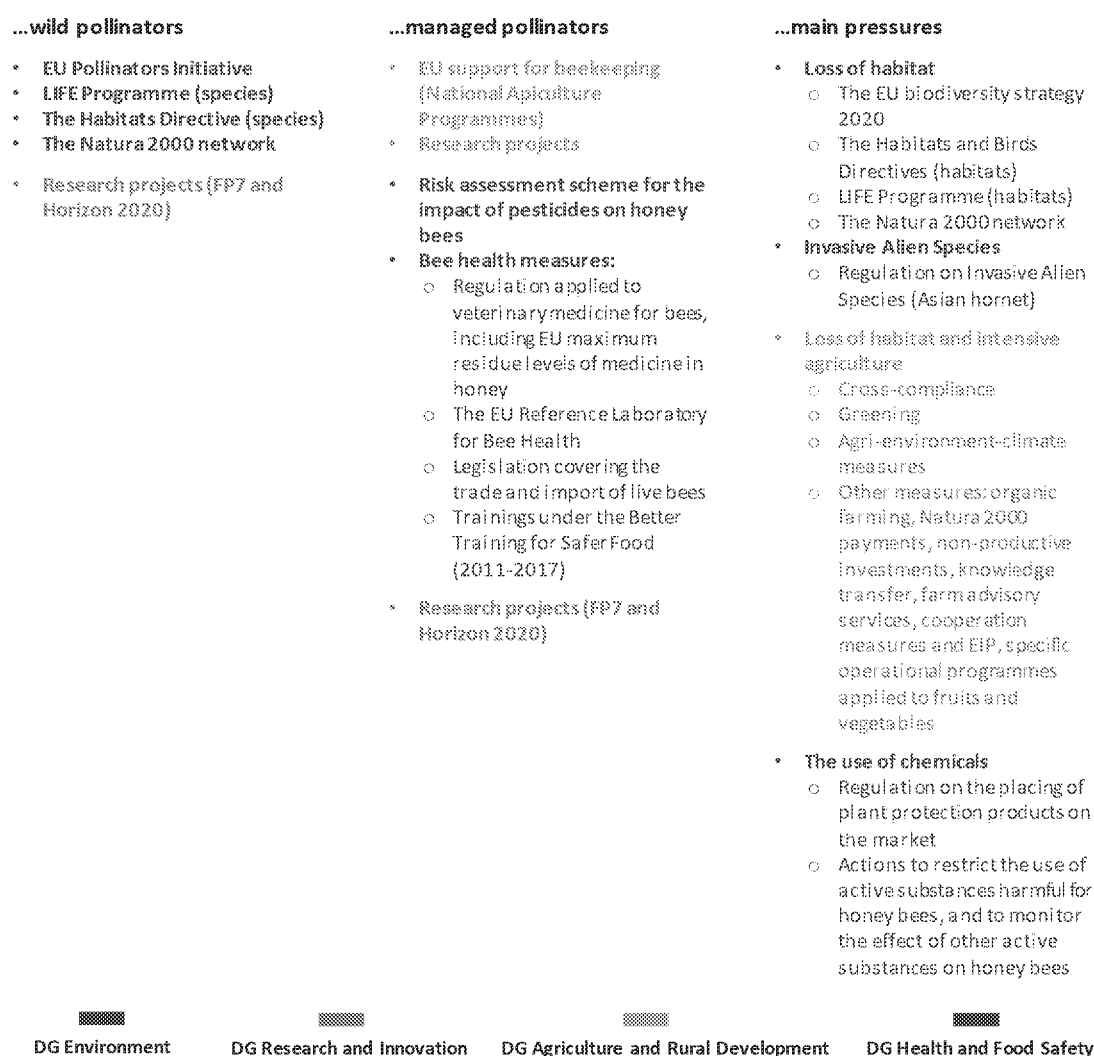 ...wild pollinators
• EU Pollinators Initiative
• LIFE Programme (species)
• The Habitats Directive (species)
• The Natura 2000 network
• Research projects (FP7 and
Horizon 2020)
...managed pollinators
• EU support for beekeeping
(National Apiculture
Programmes)
• Research projects
• Risk assessment scheme for the
impact of pesticides on honey
bees
• Bee health measures:
o Regulation applied to
veterinary medicine for bees,
including EU maximum
residue levels of medicine in
honey
o The EU Reference Laboratory
for Bee Health
o Legislation covering the
trade and import of live bees
o Trainings under the Better
Training for Safer Food
(2011-2017)
• Research projects (FP7 and
Horizon 2020)
...main pressures
• Loss of habitat
o The EU biodiversity strategy
2020
o The Habitats and Birds
Directives (habitats)
o LIFE Programme (habitats)
o The Natura 2000 network
• Invasive Alien Species
o Regulation on Invasive Alien
Species (Asian hornet)
• Loss of habitat and intensive
agriculture
o Cross-compliance
o Greening
o Agri-environment-climate
measures
o Other measures: organic
farming, Natura 2000
payments, non-productive
investments, knowledge
transfer, farm advisory
services, cooperation
measures and EIP, specific
operational programmes
applied to fruits and
vegetables
• The use of chemicals
o Regulation on the placing of
plant protection products on
the market
o Actions to restrict the use of
active substances harmful for
honey bees, and to monitor
the effect of other active
substances on honey bees
DG Environment
DG Research and Innovation
DG Agriculture and Rural Development
DG Health and Food Safety